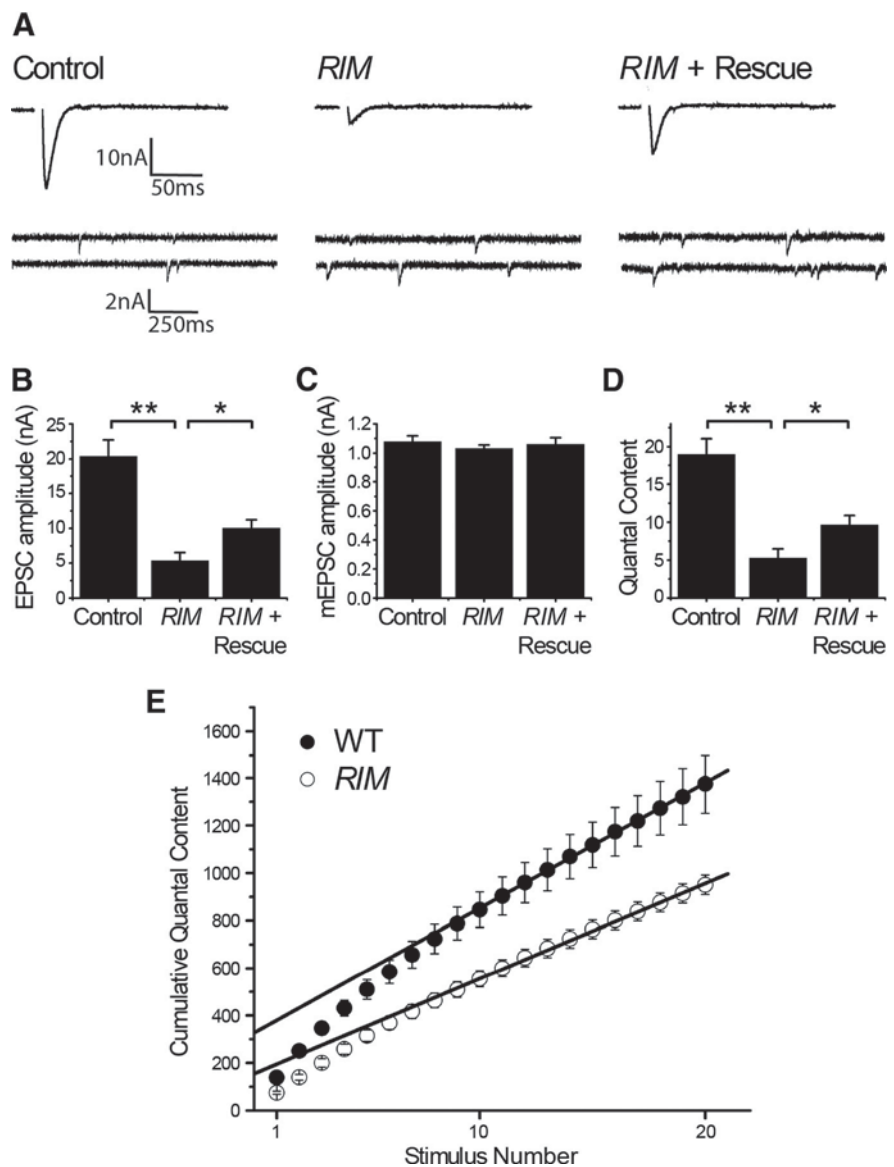 A
Control
RIM
RIM + Rescue
10nA
50ms
2nA
250ms
B
** *
EPSC amplitude (nA)
25
20
15
10
5
0
Control RIM RIM +
Rescue
C
mEPSC amplitude (nA)
1.2
1.0
0.8
0.6
0.4
0.2
0.0
Control RIM RIM +
Rescue
D
** *
Quantal Content
20
15
10
5
0
Control RIM RIM +
Rescue
E
WT
RIM
Cumulative Quantal Content
1600
1400
1200
1000
800
600
400
200
0
1 10 20
Stimulus Number